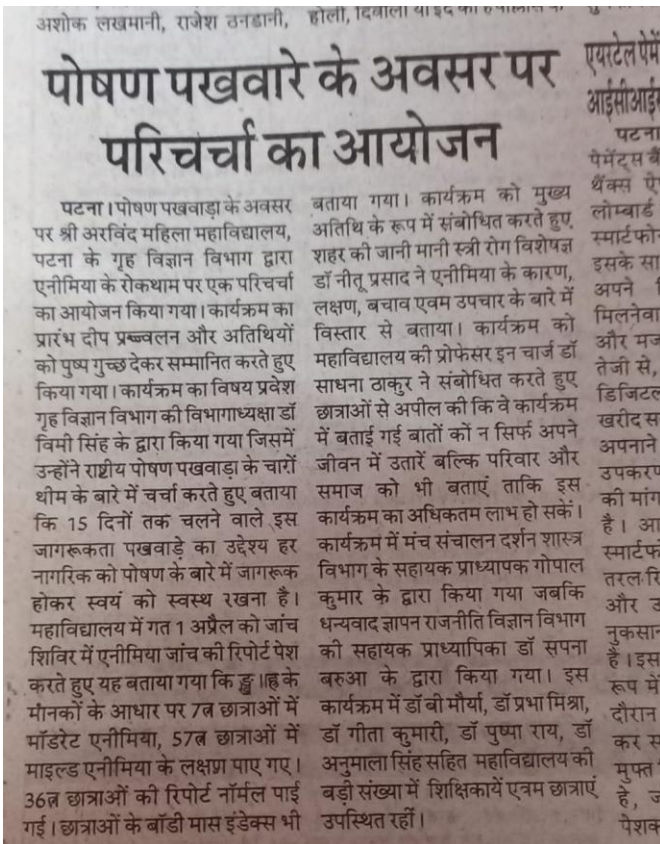 अशोक लखमानी, राजेश ठनडानी, होली, दिवाली या ईद का
पोषण पखवारे के अवसर पर
परिचर्चा का आयोजन
पटना। पोषण पखवाड़ा के अवसर
पर श्री अरविंद महिला महाविद्यालय,
पटना के गृह विज्ञान विभाग द्वारा
एनीमिया के रोकथाम पर एक परिचर्चा
का आयोजन किया गया। कार्यक्रम का
प्रारंभ दीप प्रज्ज्वलन और अतिथियों
को पुष्प गुच्छ देकर सम्मानित करते हुए
किया गया। कार्यक्रम का विषय प्रवेश
गृह विज्ञान विभाग की विभागाध्यक्षा डॉ
विमी सिंह के द्वारा किया गया जिसमें
उन्होंने राष्टीय पोषण पखवाड़ा के चारों
थीम के बारे में चर्चा करते हुए बताया
कि 15 दिनों तक चलने वाले इस
जागरूकता पखवाड़े का उद्देश्य हर
नागरिक को पोषण के बारे में जागरूक
होकर स्वयं को स्वस्थ रखना है।
महाविद्यालय में गत 1 अप्रैल को जांच
शिविर में एनीमिया जांच की रिपोर्ट पेश
करते हुए यह बताया गया कि के
मानकों के आधार पर 7त्न छात्राओं में
मॉडरेट एनीमिया, 57त्न छात्राओं में
माइल्ड एनीमिया के लक्षण पाए गए।
36त्न छात्राओं की रिपोर्ट नॉर्मल पाई
गई। छात्राओं के बॉडी मास इंडेक्स भी
बताया गया। कार्यक्रम को मुख्य
अतिथि के रूप में संबोधित करते हुए,
शहर की जानी मानी स्त्री रोग विशेषज्ञ
डॉ नीतू प्रसाद ने एनीमिया के कारण,
लक्षण, बचाव एवम उपचार के बारे में
विस्तार से बताया। कार्यक्रम को
महाविद्यालय की प्रोफेसर इन चार्ज डॉ
साधना ठाकुर ने संबोधित करते हुए
छात्राओं से अपील की कि वे कार्यक्रम
में बताई गई बातों कों न सिर्फ अपने
जीवन में उतारें बल्कि परिवार और
समाज को भी बताएं ताकि इस
कार्यक्रम का अधिकतम लाभ हो सकें।
कार्यक्रम में मंच संचालन दर्शन शास्त्र
विभाग के सहायक प्राध्यापक गोपाल
कुमार के द्वारा किया गया जबकि
धन्यवाद ज्ञापन राजनीति विज्ञान विभाग
की सहायक प्राध्यापिका डॉ सपना
बरुआ के द्वारा किया गया। इस
कार्यक्रम में डॉ बी मौर्या, डॉ प्रभा मिश्रा,
डॉ गीता कुमारी, डॉ पुष्पा राय, डॉ
अनुमाला सिंह सहित महाविद्यालय की
बड़ी संख्या में शिक्षिकायें एवम छात्राएं
उपस्थित रहीं।
एयरटेल पेमें
आईसीआई
पटना
पेमेंट्स बैं
थैंक्स ऐ
लोम्बार्ड
स्मार्टफोन
इसके सा
अपने
मिलनेवा
और मज
तेजी से,
डिजिटल
खरीद स
अपनाने
उपकरण
की मांग
है। आ
स्मार्टफ
तरल रि
और उ
नुकसान
है। इस
रूप में
दौरान
कर स
मुफ्त
है, ज
पेशक